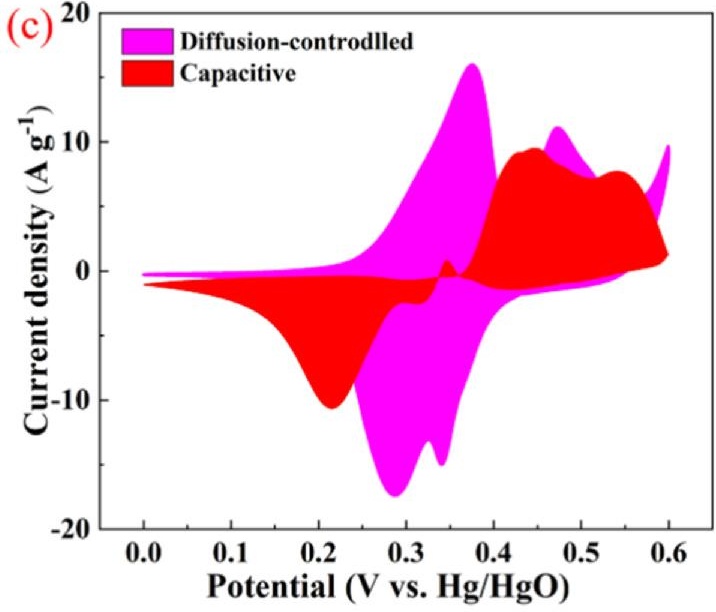 (c)
Diffusion-controdlled
Capacitive
Current density (A g⁻¹)
20
10
0
-10
-20
0.0 0.1 0.2 0.3 0.4 0.5 0.6
Potential (V vs. Hg/HgO)